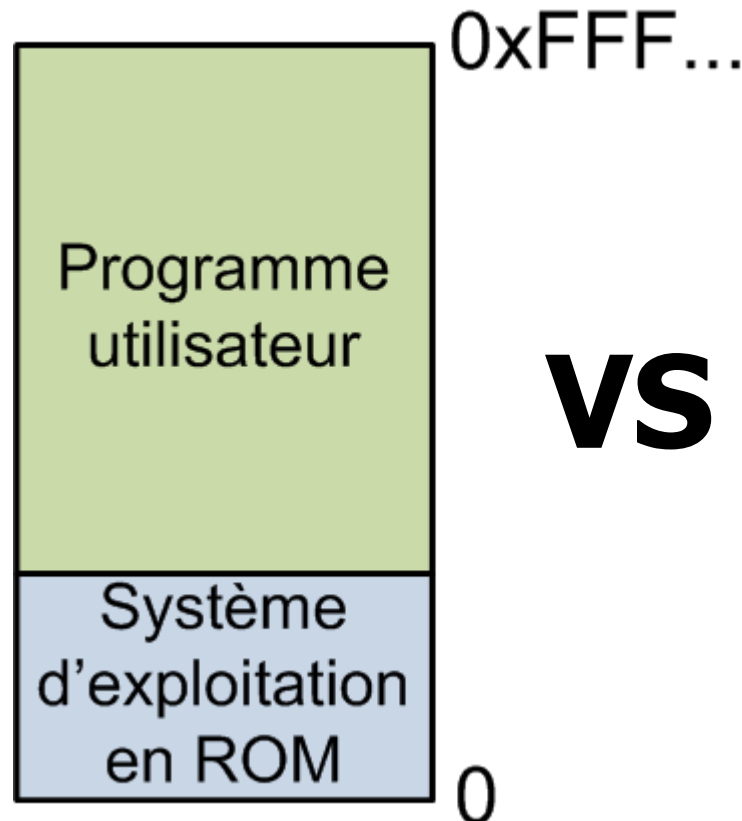 0xFFF...
Programme
utilisateur
VS
Système
d’exploitation
en ROM
0